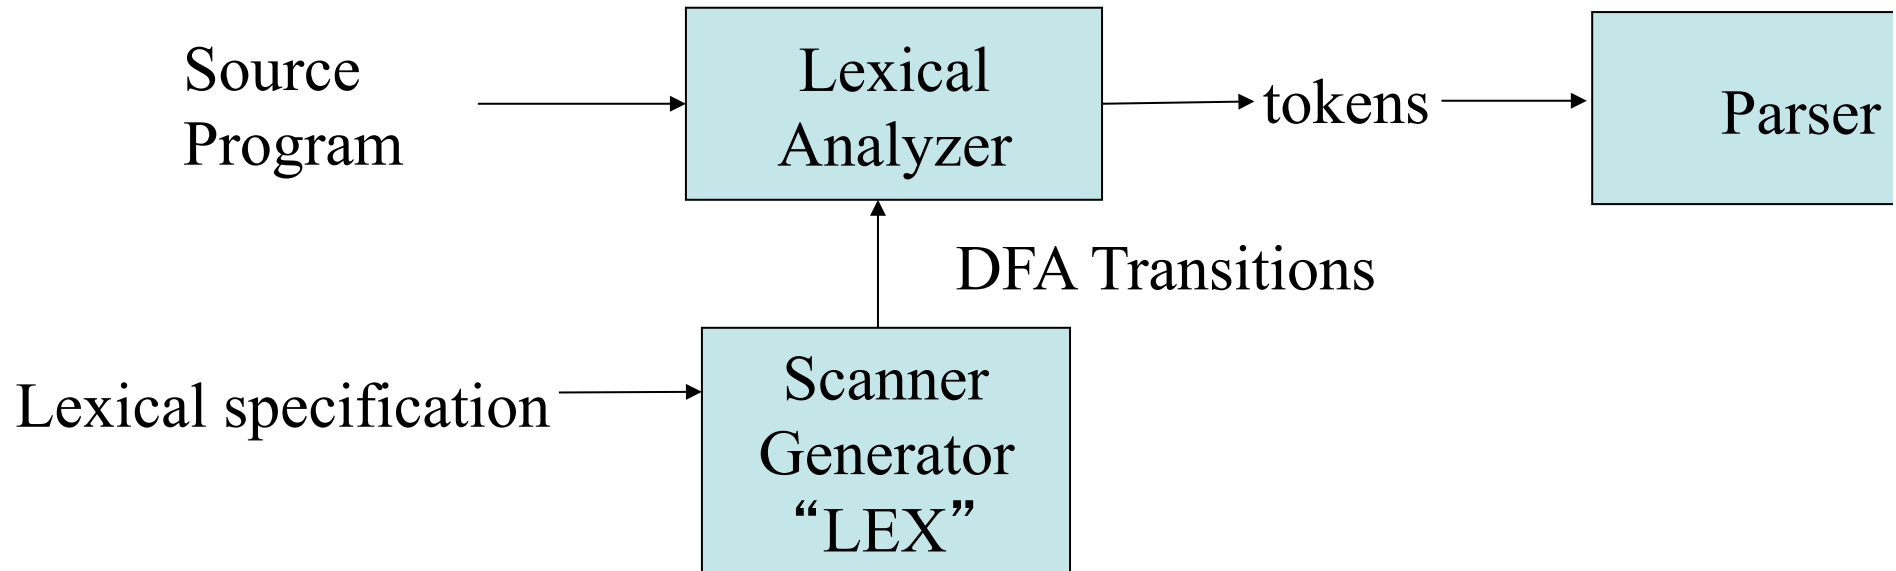 Source
Program
Lexical
Analyzer
tokens
Parser
DFA Transitions
Lexical specification
Scanner
Generator
“LEX”